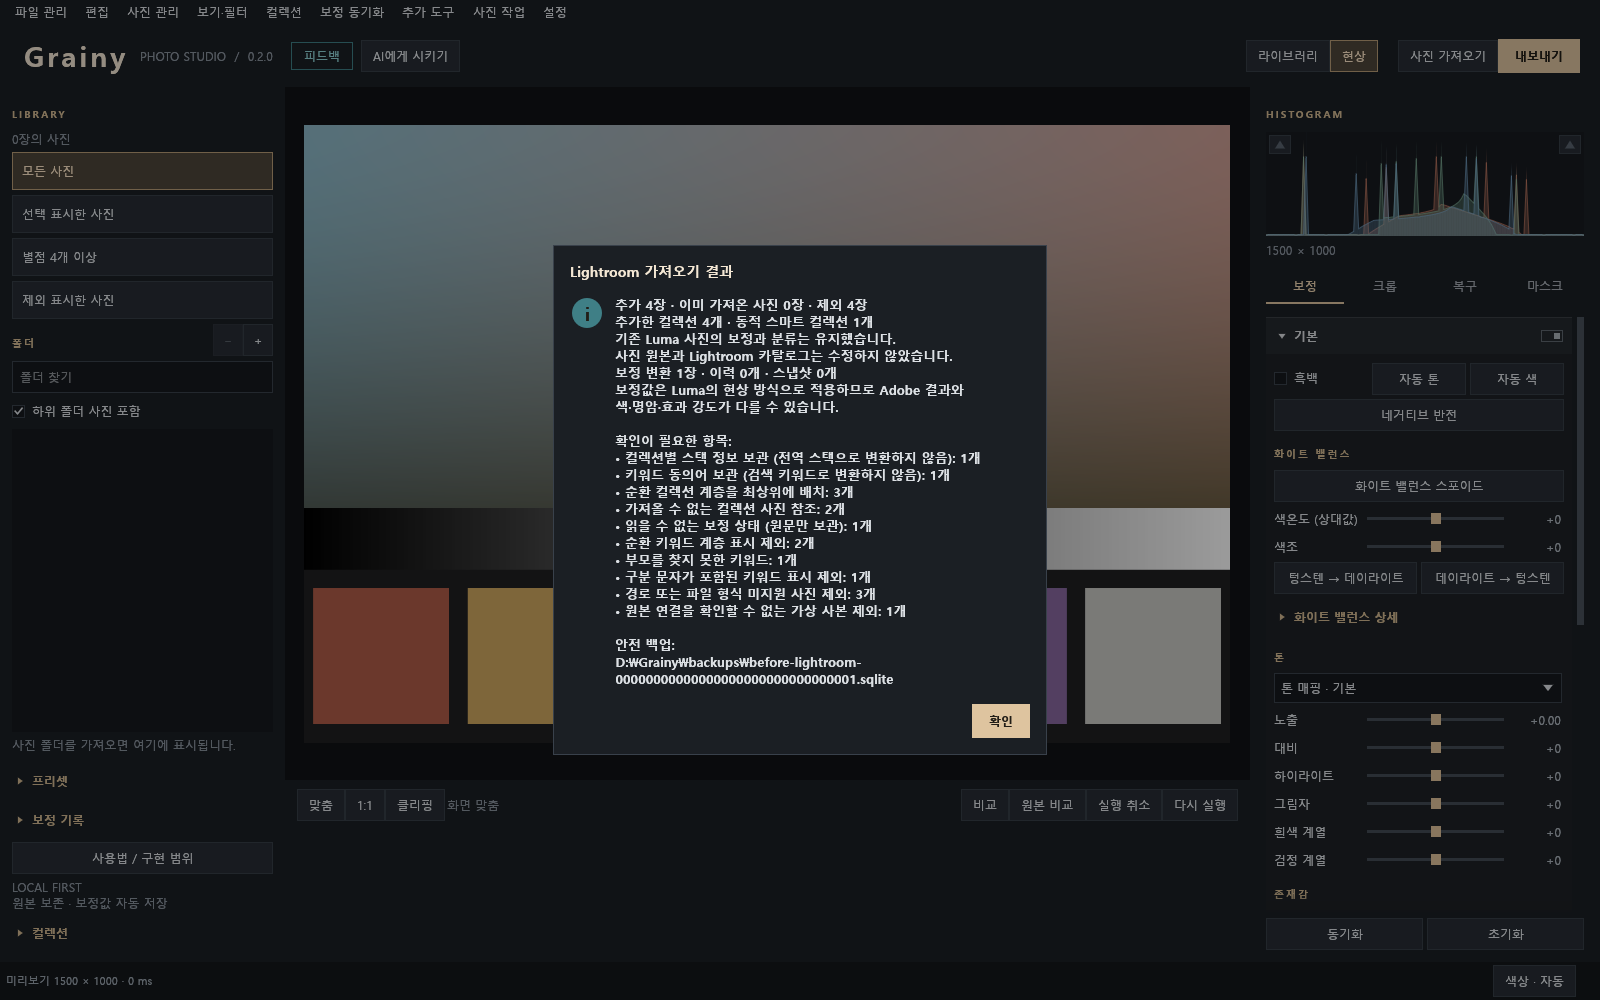 파일 관리 편집 사진 관리 보기·필터 컬렉션 보정 동기화 추가 도구 사진 작업 설정
Grainy PHOTO STUDIO / 0.2.0 피드백 AI에게 시키기 라이브러리 현상 사진 가져오기 내보내기
LIBRARY
0장의 사진
모든 사진
선택 표시한 사진
별점 4개 이상
제외 표시한 사진
폴더 − +
폴더 찾기
하위 폴더 사진 포함
사진 폴더를 가져오면 여기에 표시됩니다.
프리셋
보정 기록
사용법 / 구현 범위
LOCAL FIRST
원본 보존 · 보정값 자동 저장
컬렉션
Lightroom 가져오기 결과
추가 4장 · 이미 가져온 사진 0장 · 제외 4장
추가한 컬렉션 4개 · 동적 스마트 컬렉션 1개
기존 Luma 사진의 보정과 분류는 유지했습니다.
사진 원본과 Lightroom 카탈로그는 수정하지 않았습니다.
보정 변환 1장 · 이력 0개 · 스냅샷 0개
보정값은 Luma의 현상 방식으로 적용하므로 Adobe 결과와
색·명암·효과 강도가 다를 수 있습니다.
확인이 필요한 항목:
• 컬렉션별 스택 정보 보관 (전역 스택으로 변환하지 않음): 1개
• 키워드 동의어 보관 (검색 키워드로 변환하지 않음): 1개
• 순환 컬렉션 계층을 최상위에 배치: 3개
• 가져올 수 없는 컬렉션 사진 참조: 2개
• 읽을 수 없는 보정 상태 (원문만 보관): 1개
• 순환 키워드 계층 표시 제외: 2개
• 부모를 찾지 못한 키워드: 1개
• 구분 문자가 포함된 키워드 표시 제외: 1개
• 경로 또는 파일 형식 미지원 사진 제외: 3개
• 원본 연결을 확인할 수 없는 가상 사본 제외: 1개
안전 백업:
D:₩Grainy₩backups₩before-lightroom-
00000000000000000000000000000001.sqlite
확인
맞춤 1:1 클리핑 화면 맞춤 비교 원본 비교 실행 취소 다시 실행
HISTOGRAM
1500 × 1000
보정 크롭 복구 마스크
기본
흑백 자동 톤 자동 색
네거티브 반전
화이트 밸런스
화이트 밸런스 스포이드
색온도 (상대값) +0
색조 +0
텅스텐 → 데이라이트 데이라이트 → 텅스텐
화이트 밸런스 상세
톤
톤 매핑 · 기본
노출 +0.00
대비 +0
하이라이트 +0
그림자 +0
흰색 계열 +0
검정 계열 +0
존재감
동기화 초기화
미리보기 1500 × 1000 · 0 ms 색상 · 자동